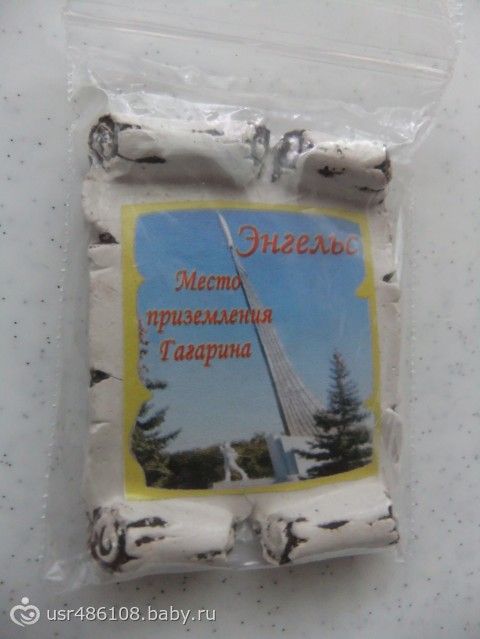 Энгельс
Место
приземления
Гагарина
usr486108.baby.ru